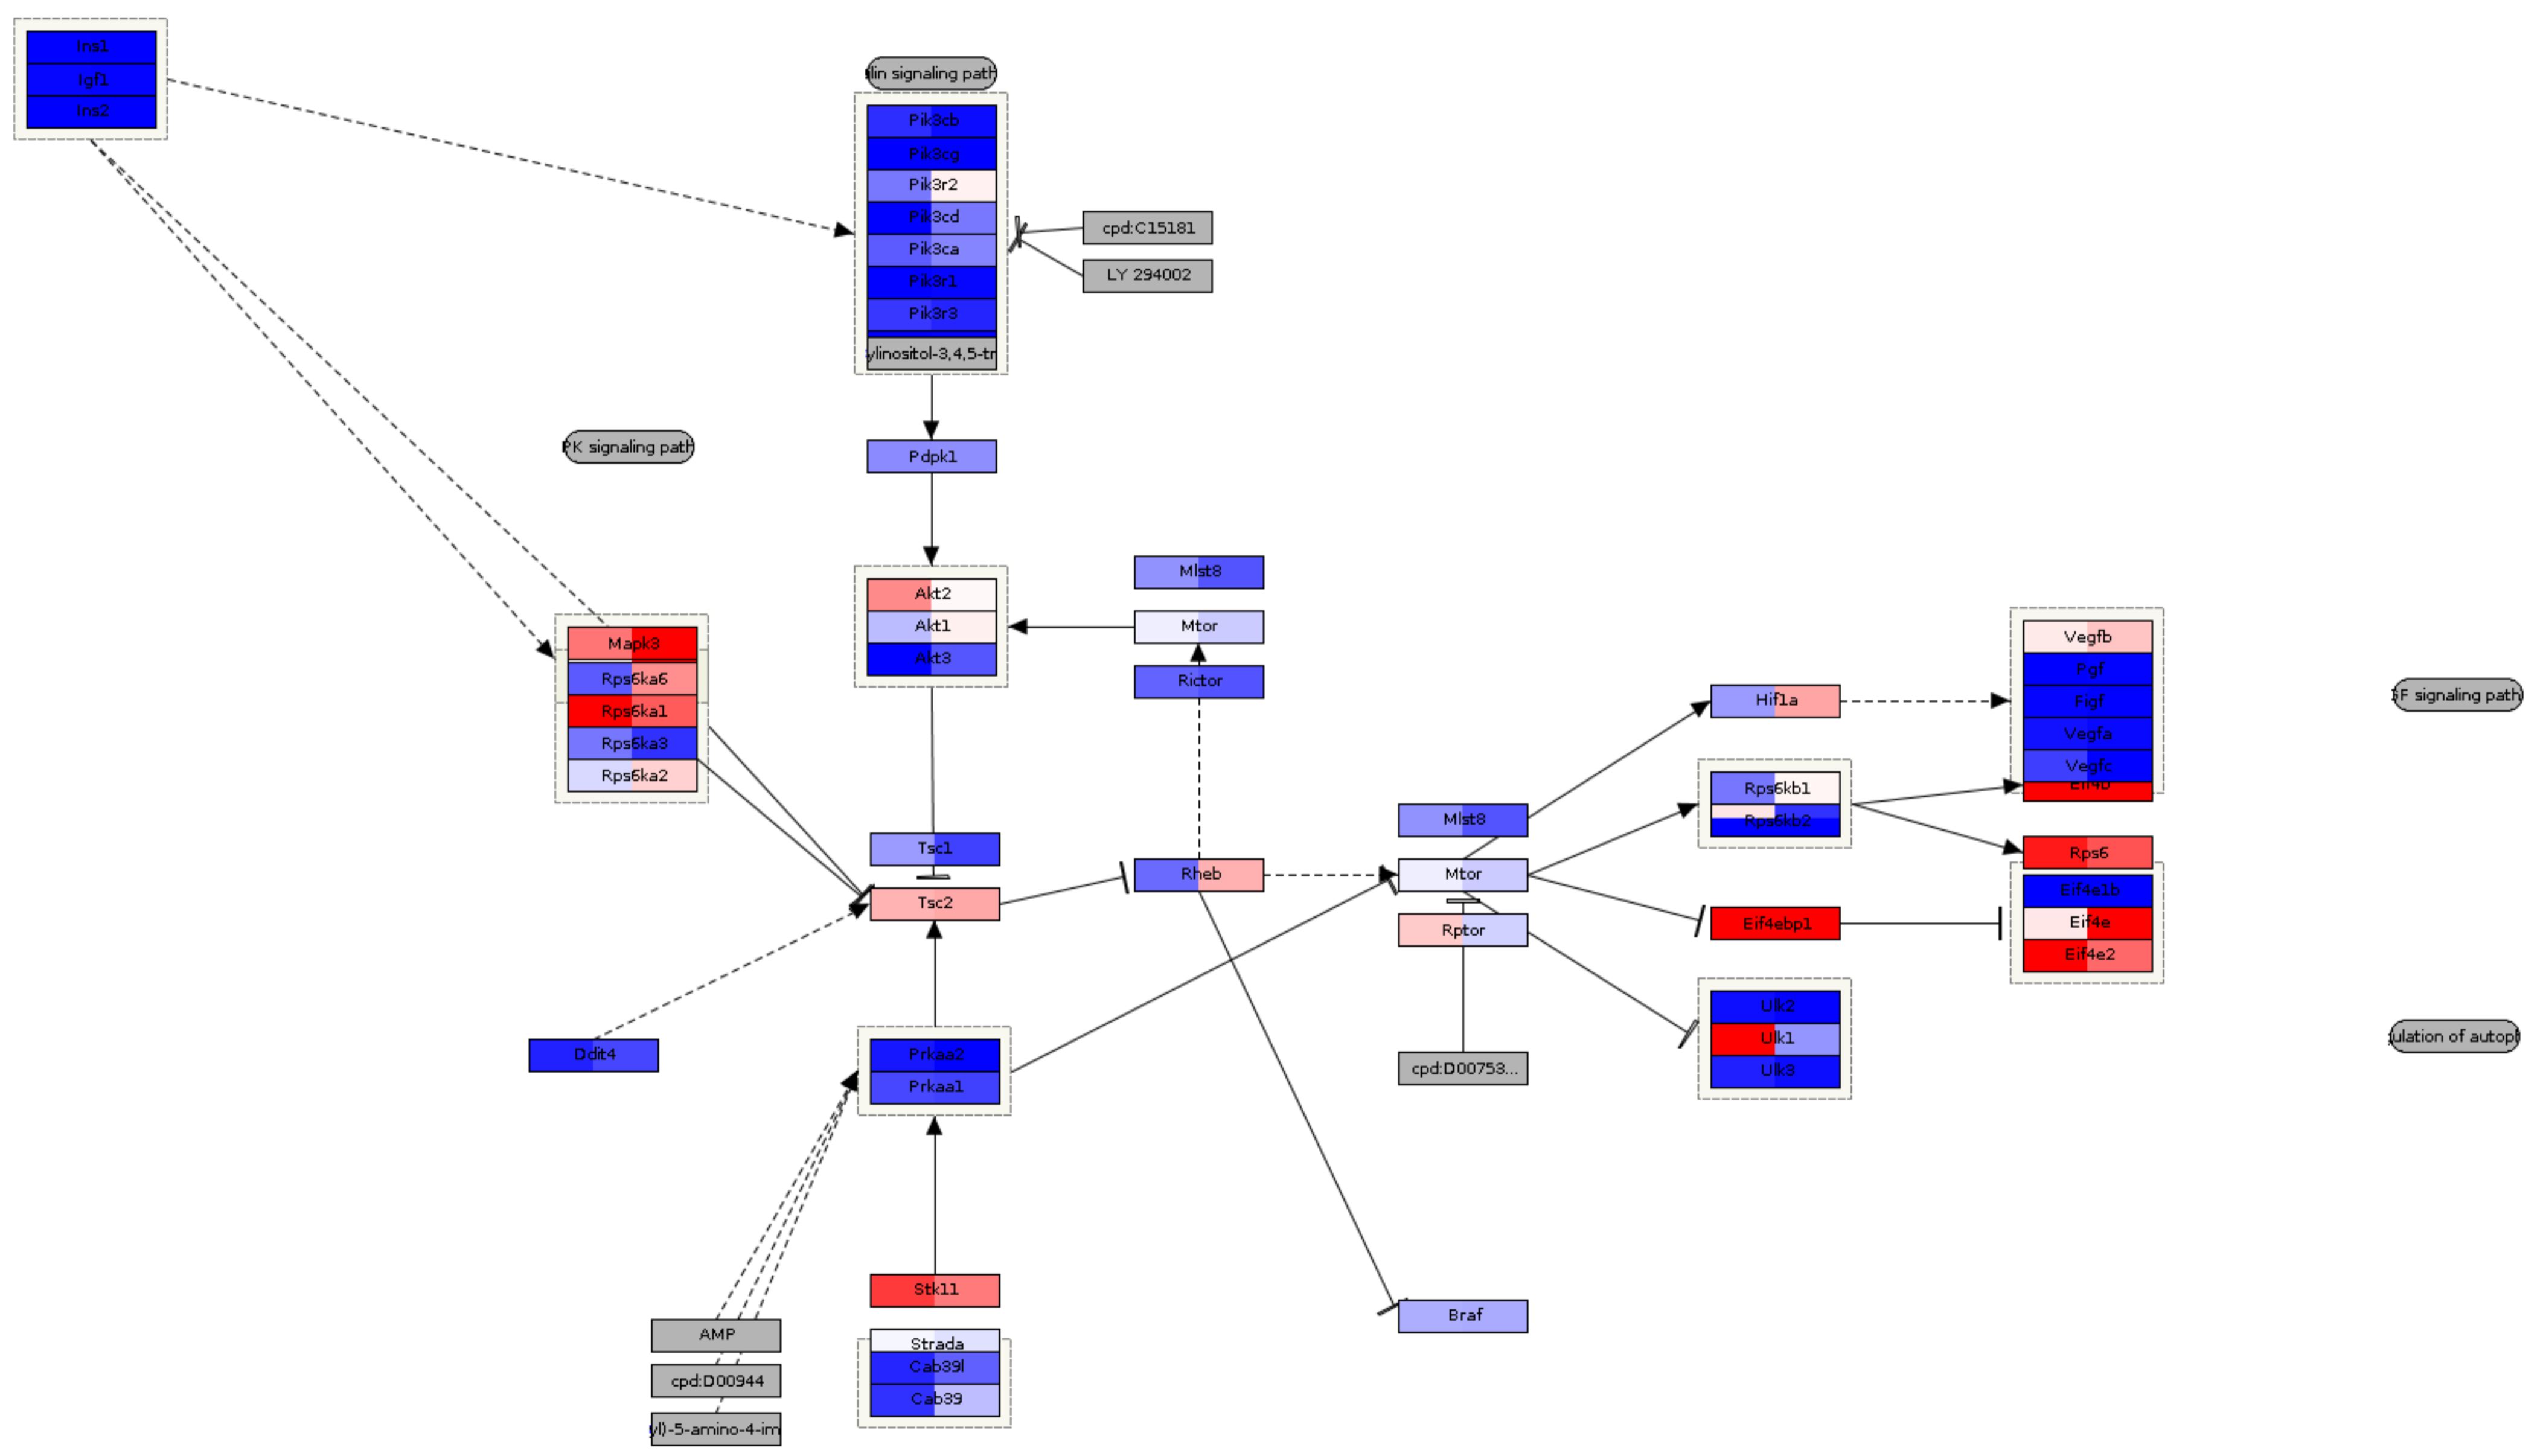 Ins1
Igf1
Ins2
lin signaling path
Pik3cb
Pik3cg
Pik3r2
Pik3cd
Pik3ca
Pik3r1
Pik3r3
ylinositol-3,4,5-tr
cpd:C15181
LY 294002
PK signaling path
Pdpk1
Akt2
Akt1
Akt3
Mlst8
Mtor
Rictor
Mapk3
Rps6ka6
Rps6ka1
Rps6ka3
Rps6ka2
Tsc1
Tsc2
Rheb
Mlst8
Mtor
Rptor
cpd:D00753...
Hif1a
Rps6kb1
Rps6kb2
Eif4ebp1
Ulk2
Ulk1
Ulk3
Vegfb
Pgf
Figf
Vegfa
Vegfc
Eif4b
Rps6
Eif4e1b
Eif4e
Eif4e2
GF signaling path
ulation of autoph
Ddit4
Prkaa2
Prkaa1
Stk11
Strada
Cab39l
Cab39
Braf
AMP
cpd:D00944
yl)-5-amino-4-im